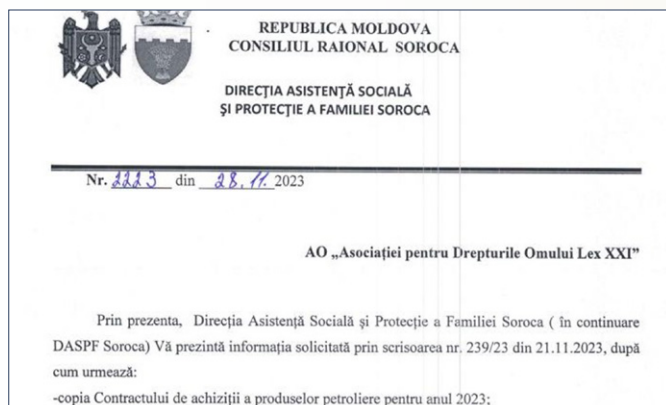 REPUBLICA MOLDOVA
CONSILIUL RAIONAL SOROCA
DIRECȚIA ASISTENȚĂ SOCIALĂ
ȘI PROTECȚIE A FAMILIEI SOROCA
Nr. 2223 din 28.11.2023
AO „Asociației pentru Drepturile Omului Lex XXI”
Prin prezenta, Direcția Asistență Socială și Protecție a Familiei Soroca ( în continuare
DASPF Soroca) Vă prezintă informația solicitată prin scrisoarea nr. 239/23 din 21.11.2023, după
cum urmează:
-copia Contractului de achiziții a produselor petroliere pentru anul 2023;